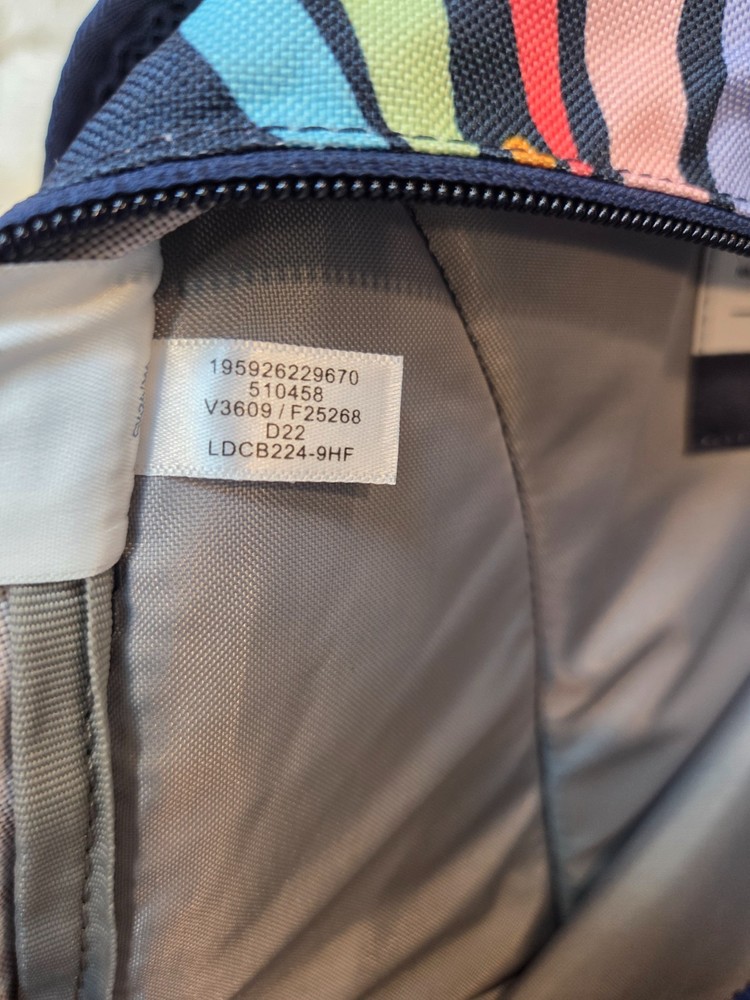 195926229670
510458
V3609 / F25268
D22
LDCB224-9HF